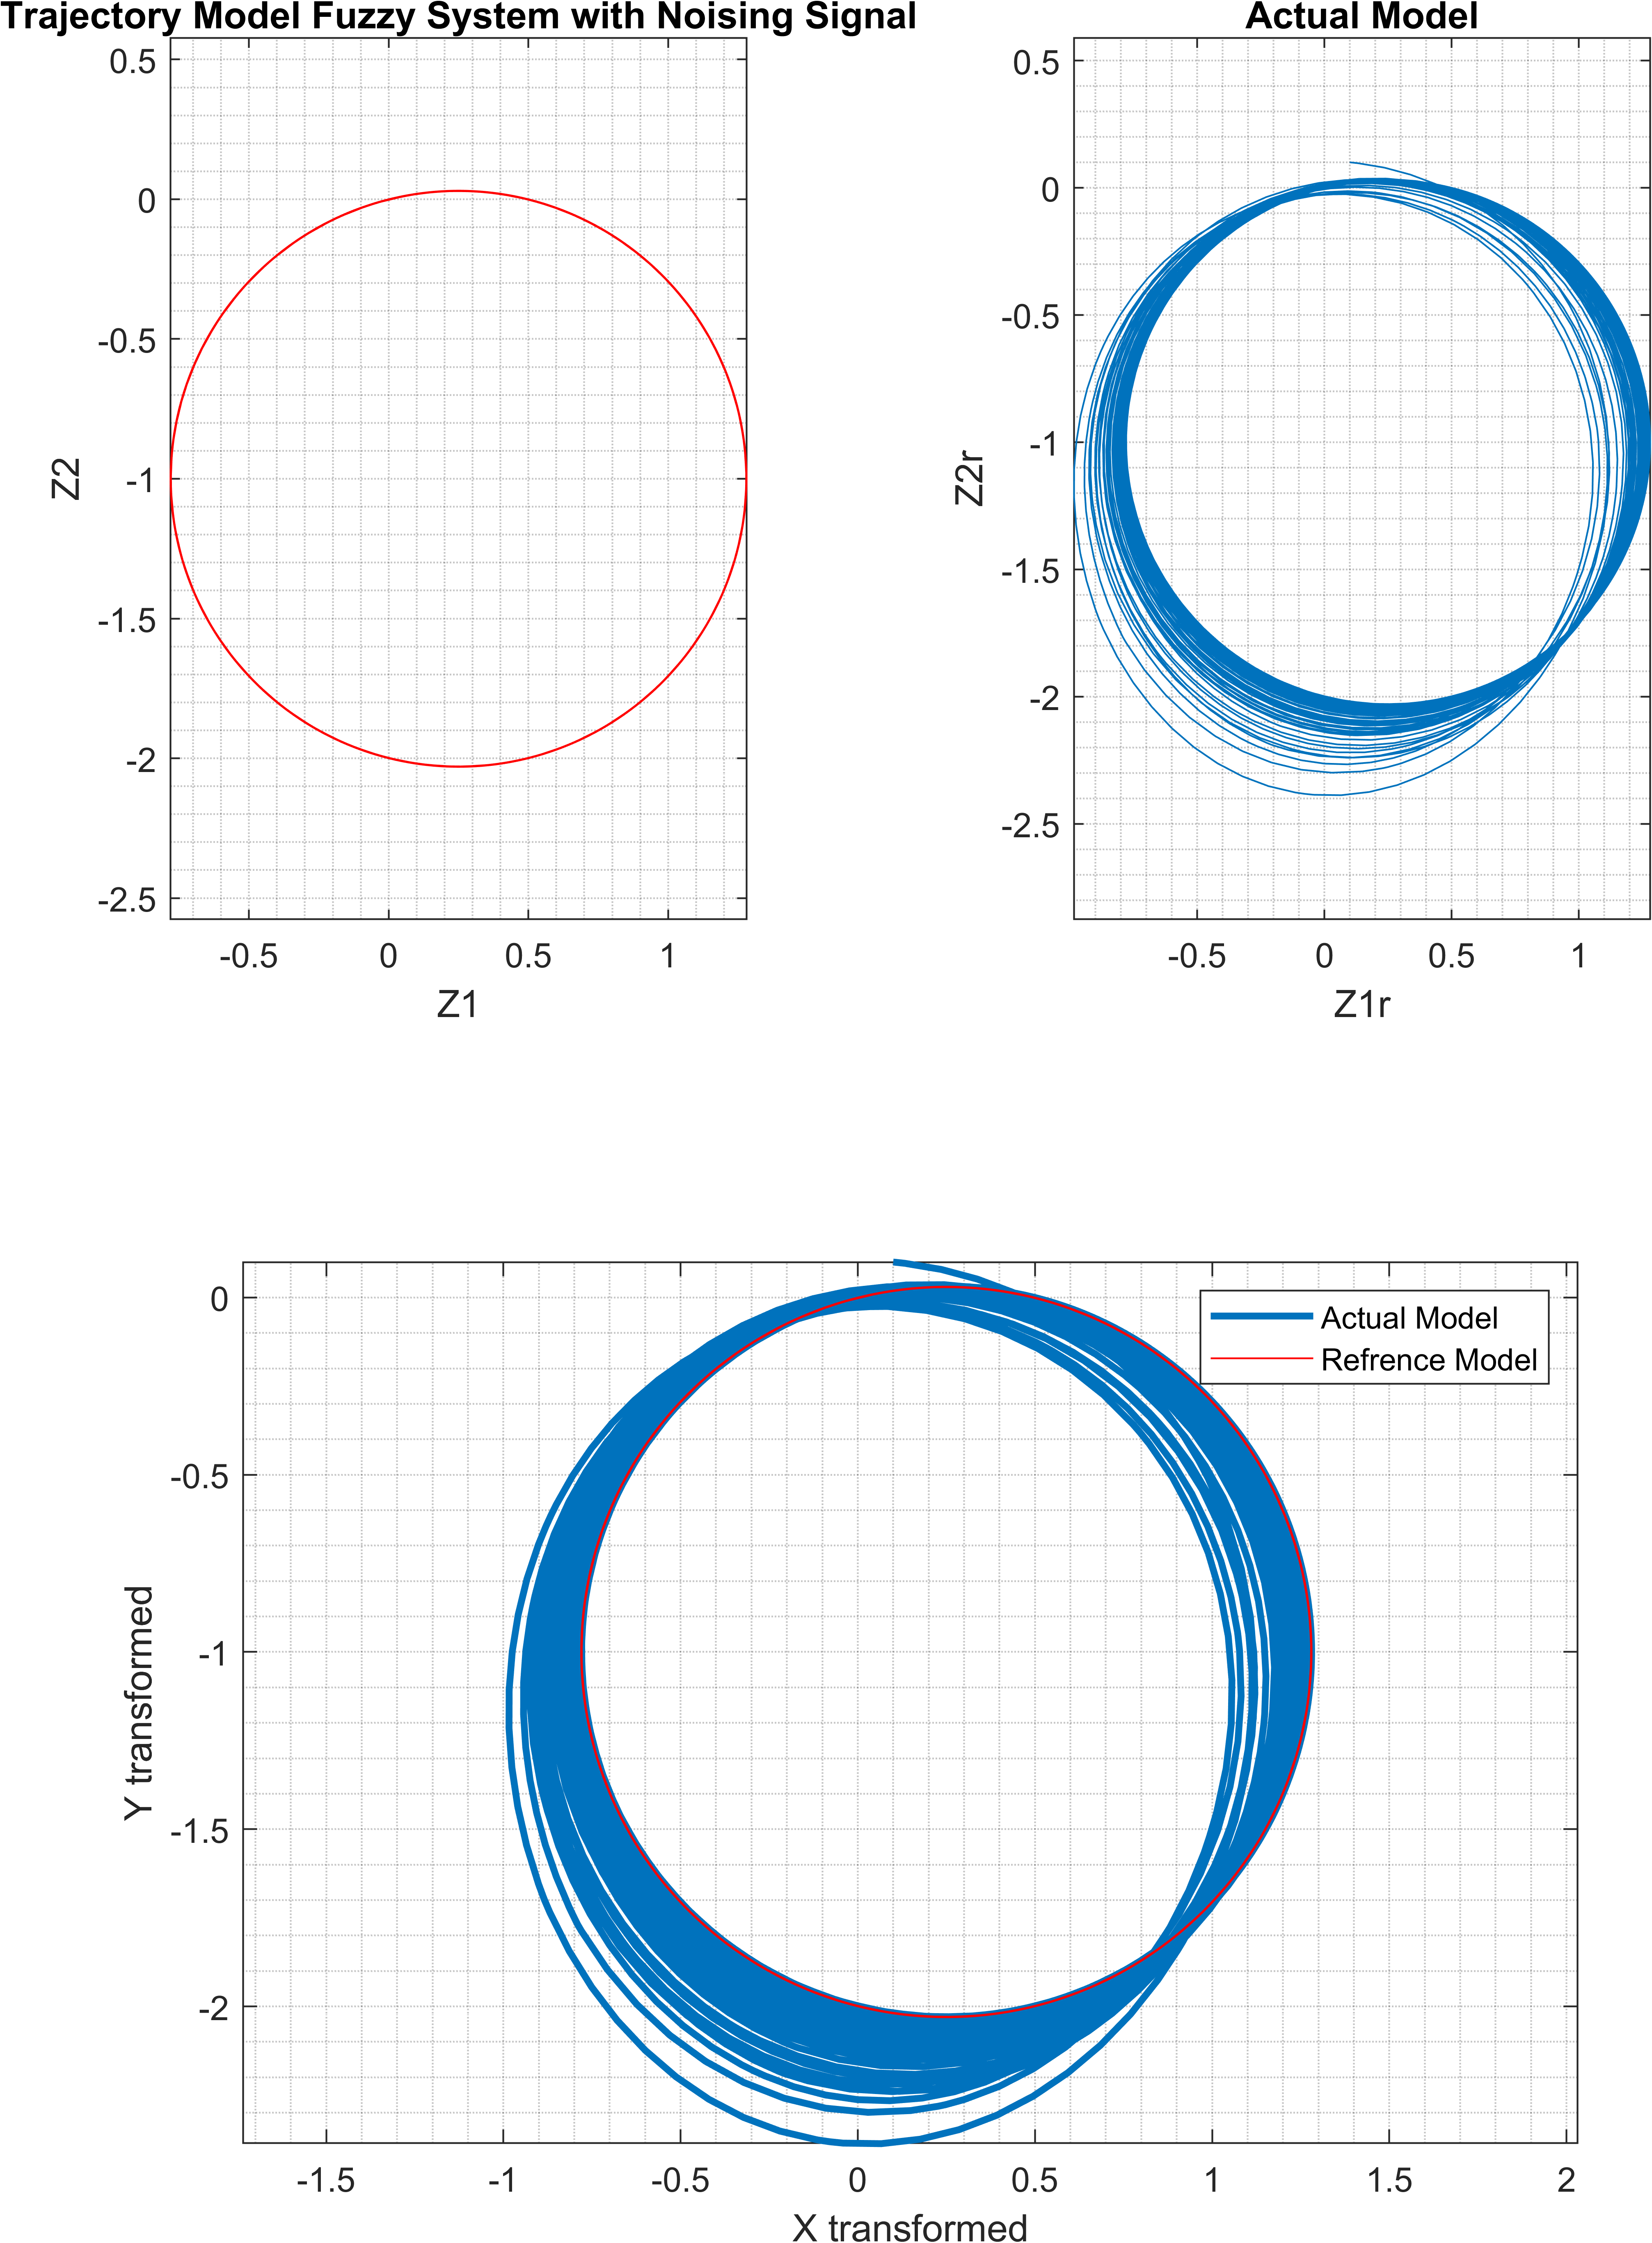 Trajectory Model Fuzzy System with Noising Signal
0.5
0
-0.5
-1
-1.5
-2
-2.5
Z2
-0.5 0 0.5 1
Z1
Actual Model
0.5
0
-0.5
-1
-1.5
-2
-2.5
Z2r
-0.5 0 0.5 1
Z1r
Actual Model
Refrence Model
0
-0.5
-1
-1.5
-2
Y transformed
-1.5 -1 -0.5 0 0.5 1 1.5 2
X transformed